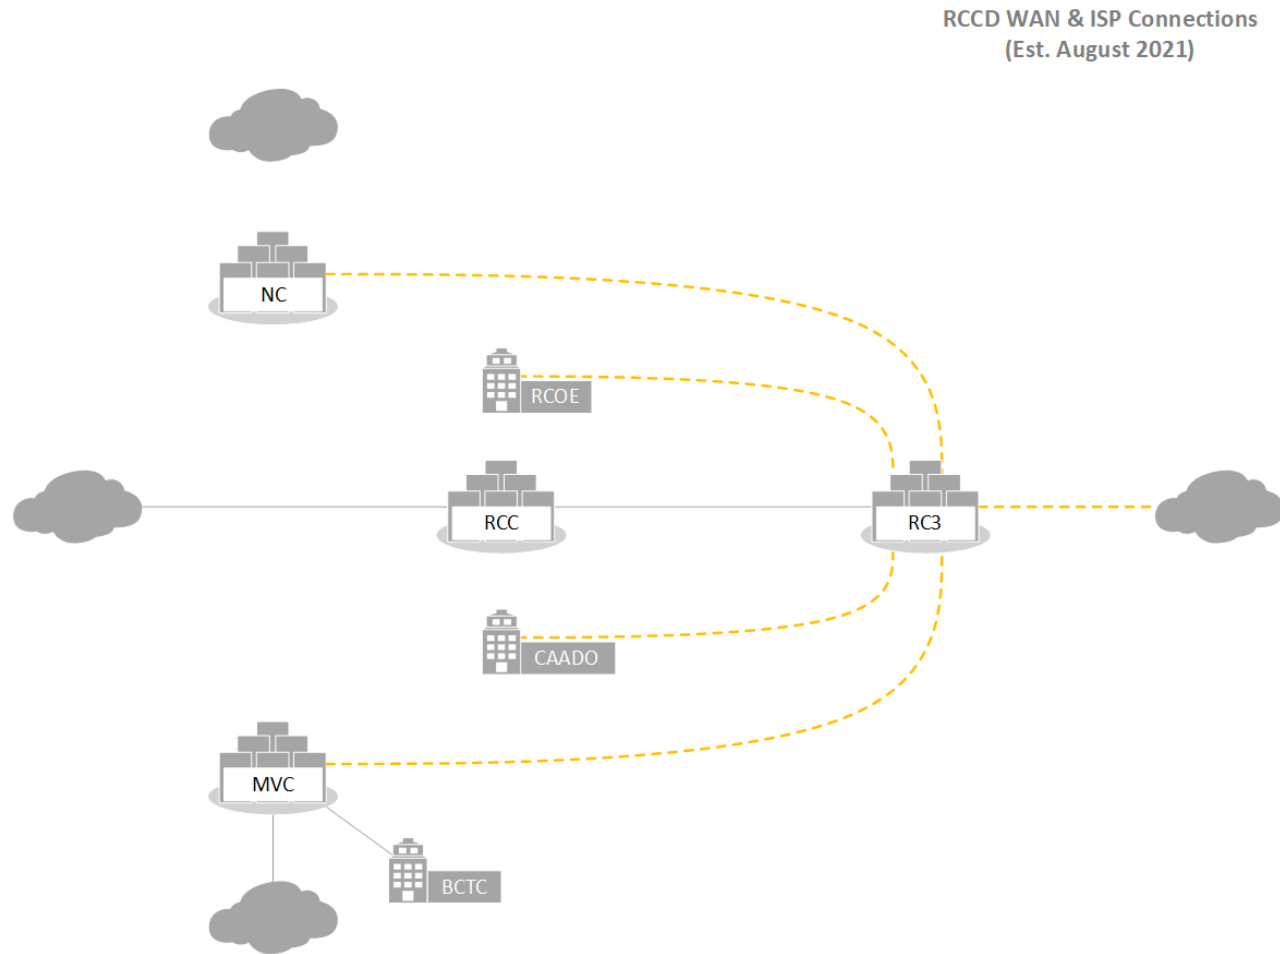 RCCD WAN & ISP Connections
(Est. August 2021)
NC
RCOE
RCC
RC3
CAADO
MVC
BCTC